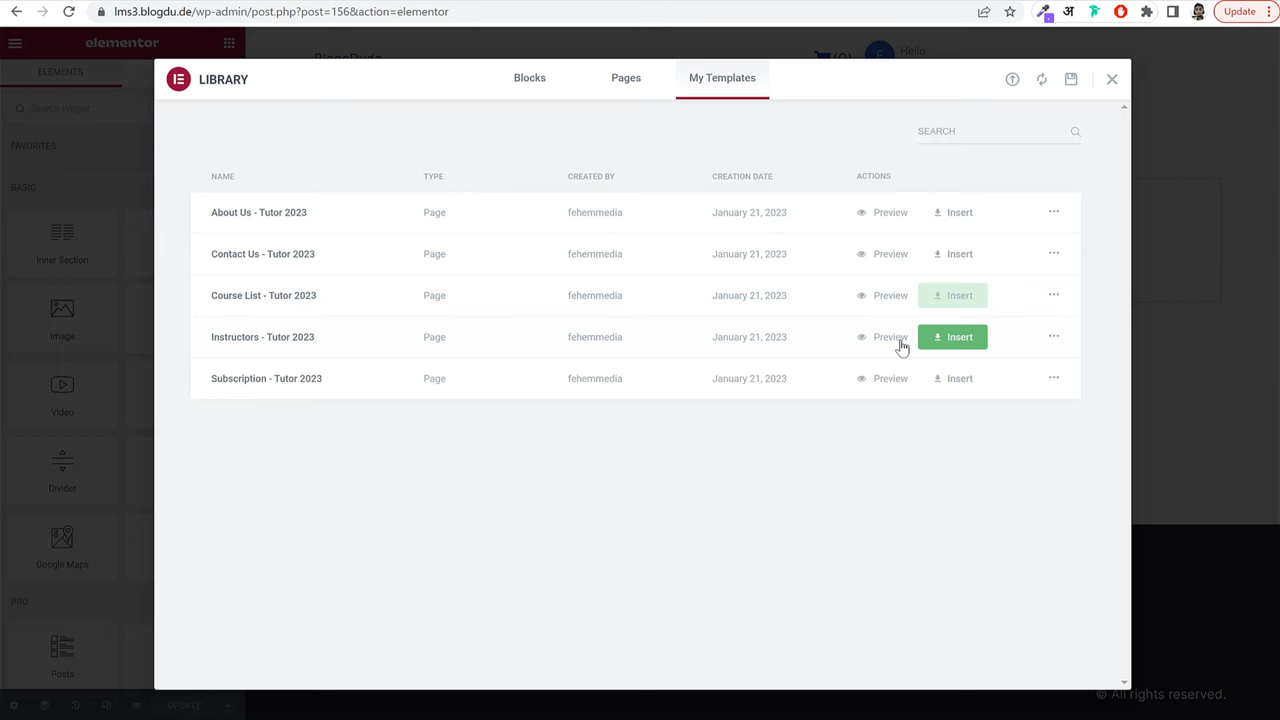 lms3.blogdu.de/wp-admin/post.php?post=156&action=elementor
अ
Update
elementor
Hello
(0)
ELEMENTS
LIBRARY
Blocks
Pages
My Templates
Search Widget
SEARCH
FAVORITES
BASIC
NAME TYPE CREATED BY CREATION DATE ACTIONS
About Us - Tutor 2023 Page fehemmedia January 21, 2023 Preview Insert
Contact Us - Tutor 2023 Page fehemmedia January 21, 2023 Preview Insert
Inner Section
Course List - Tutor 2023 Page fehemmedia January 21, 2023 Preview Insert
Instructors - Tutor 2023 Page fehemmedia January 21, 2023 Preview Insert
Image
Subscription - Tutor 2023 Page fehemmedia January 21, 2023 Preview Insert
Video
Divider
Google Maps
PRO
Posts
© All rights reserved.
UPDATE